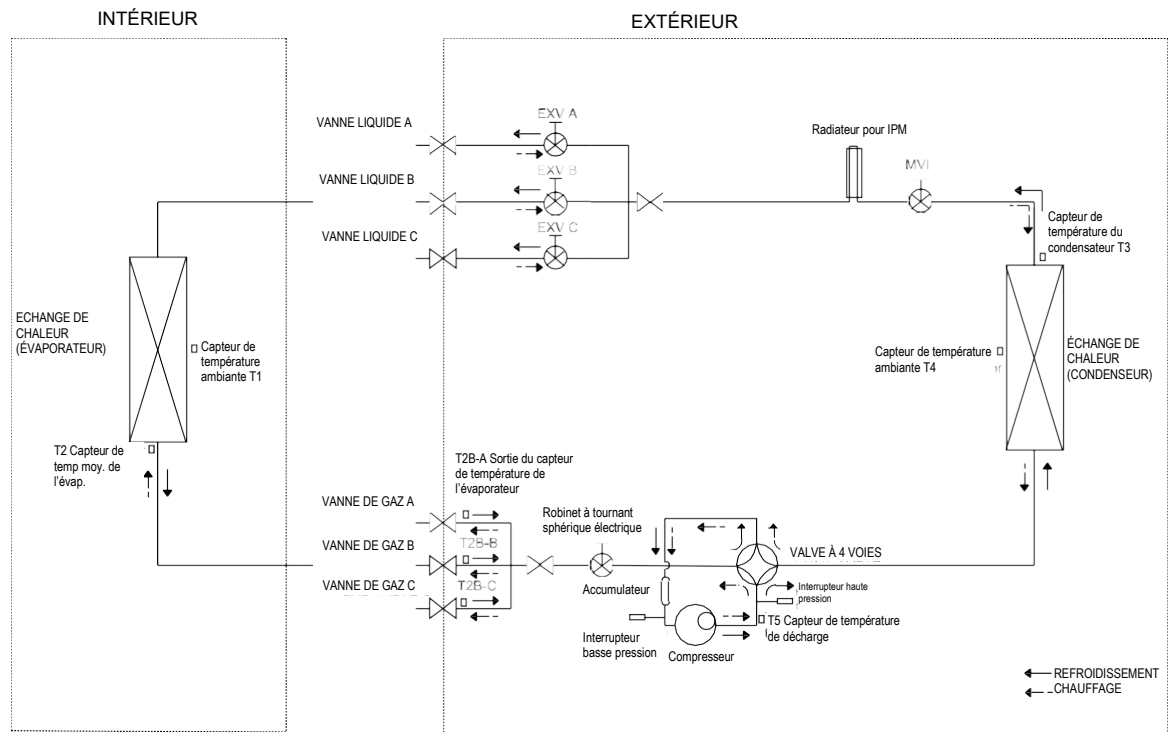 INTÉRIEUR
EXTÉRIEUR
VANNE LIQUIDE A
EXV A
Radiateur pour IPM
VANNE LIQUIDE B
EXV B
MVI
VANNE LIQUIDE C
EXV C
Capteur de
température du
condensateur T3
ECHANGE DE
CHALEUR
(ÉVAPORATEUR)
Capteur de
température
ambiante T1
Capteur de température
ambiante T4
ÉCHANGE DE
CHALEUR
(CONDENSEUR)
T2 Capteur de
temp moy. de
l'évap.
T2B-A Sortie du capteur
de température de
l'évaporateur
VANNE DE GAZ A
Robinet à tournant
sphérique électrique
VANNE DE GAZ B
T2B-B
VALVE À 4 VOIES
VANNE DE GAZ C
T2B-C
Accumulateur
Interrupteur haute
pression
T5 Capteur de température
de décharge
Interrupteur
basse pression
Compresseur
REFROIDISSEMENT
CHAUFFAGE